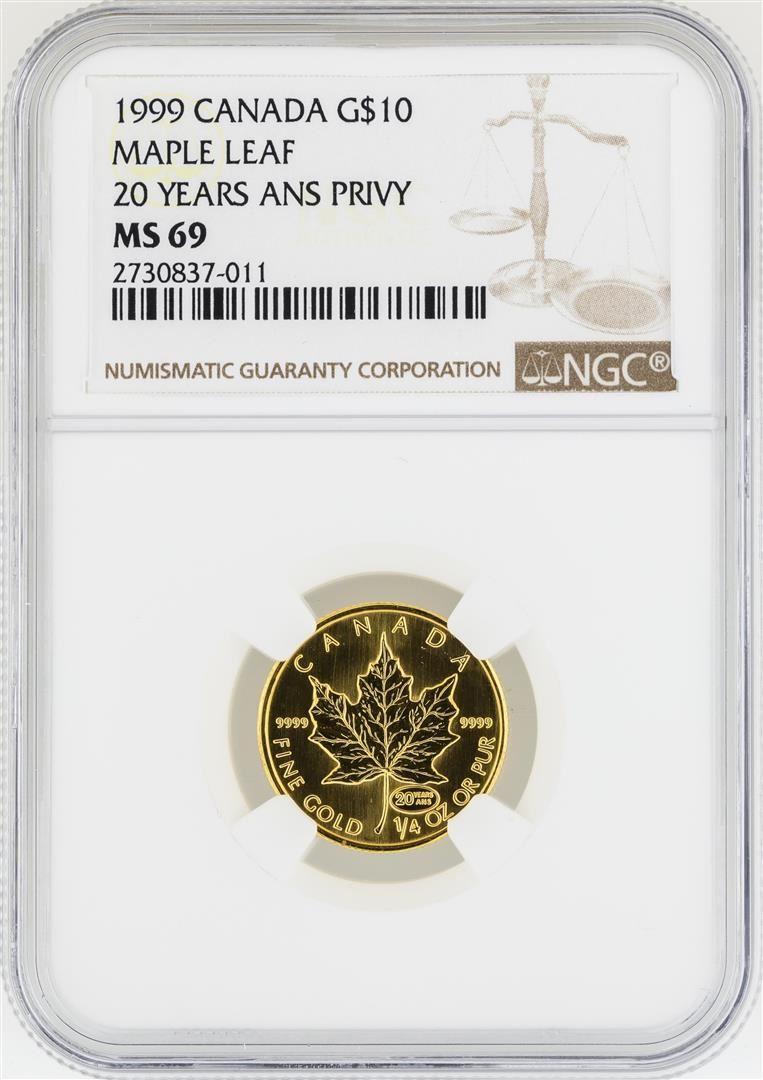 1999 CANADA G$10
MAPLE LEAF
20 YEARS ANS PRIVY
MS 69
2730837-011
NUMISMATIC GUARANTY CORPORATION
NGC®
CANADA
9999 9999
FINE GOLD 1/4 OZ OR PUR
20 YEARS ANS